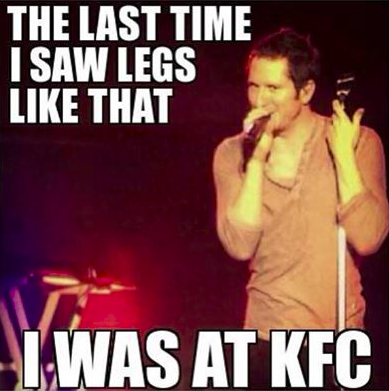 THE LAST TIME
I SAW LEGS
LIKE THAT
I WAS AT KFC